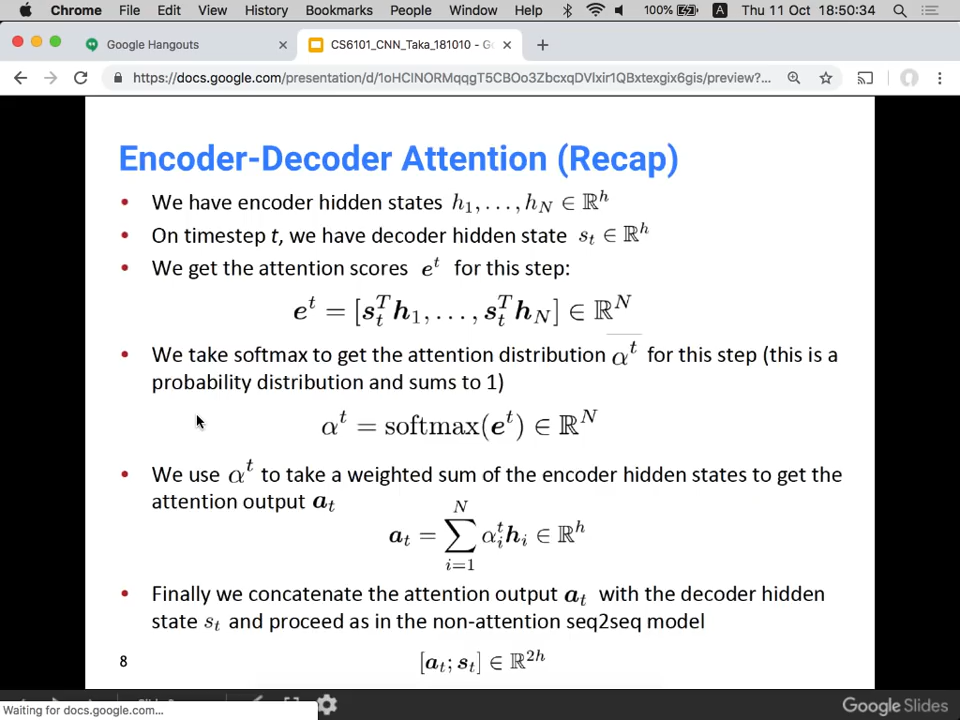 Chrome File Edit View History Bookmarks People Window Help 100% A Thu 11 Oct 18:50:34
Google Hangouts × CS6101_CNN_Taka_181010 - Go × +
https://docs.google.com/presentation/d/1oHClNORMqqgT5CBOo3ZbcxqDVlxir1QBxtexgix6gis/preview?...
Encoder-Decoder Attention (Recap)
• We have encoder hidden states h₁, . . . , h_N ∈ ℝ^h
• On timestep t, we have decoder hidden state s_t ∈ ℝ^h
• We get the attention scores e^t for this step:
e^t = [s_t^T h₁, . . . , s_t^T h_N] ∈ ℝ^N
• We take softmax to get the attention distribution α^t for this step (this is a
probability distribution and sums to 1)
α^t = softmax(e^t) ∈ ℝ^N
• We use α^t to take a weighted sum of the encoder hidden states to get the
attention output a_t
a_t = ∑_{i=1}^{N} α_i^t h_i ∈ ℝ^h
• Finally we concatenate the attention output a_t with the decoder hidden
state s_t and proceed as in the non-attention seq2seq model
[a_t; s_t] ∈ ℝ^{2h}
8
Waiting for docs.google.com...
Google Slides